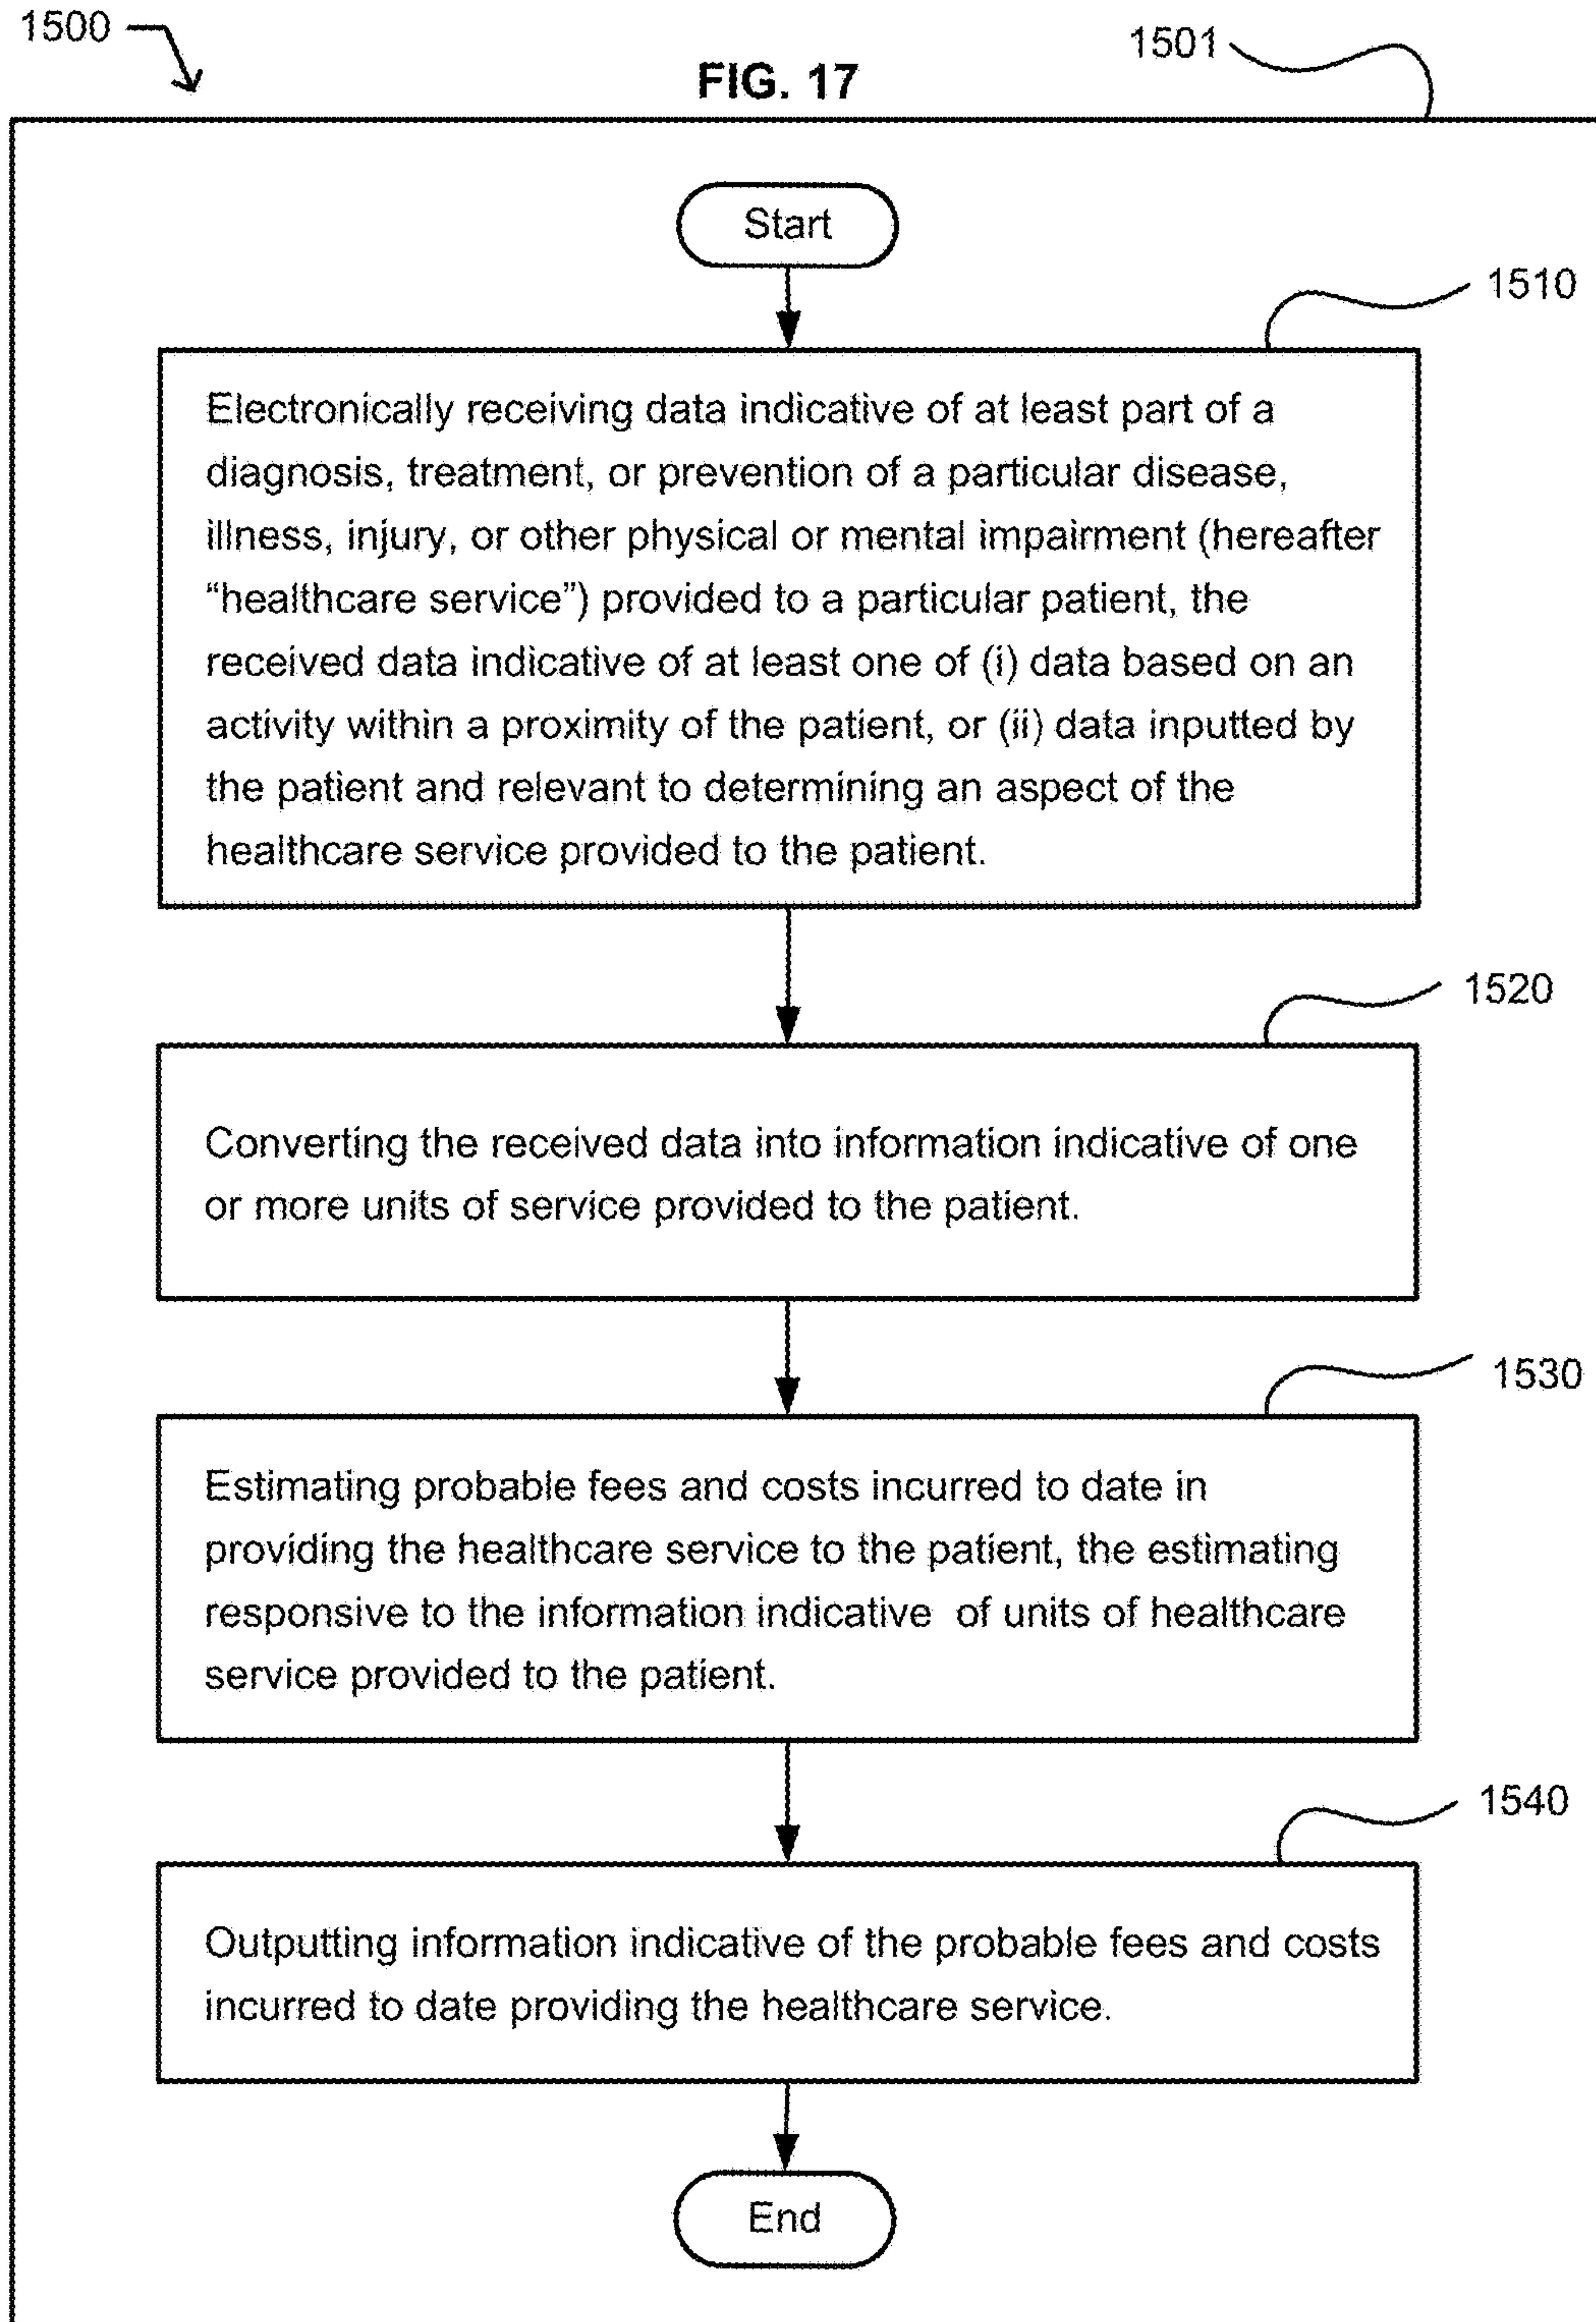 1500
1501
FIG. 17
Start
1510
Electronically receiving data indicative of at least part of a
diagnosis, treatment, or prevention of a particular disease,
illness, injury, or other physical or mental impairment (hereafter
“healthcare service”) provided to a particular patient, the
received data indicative of at least one of (i) data based on an
activity within a proximity of the patient, or (ii) data inputted by
the patient and relevant to determining an aspect of the
healthcare service provided to the patient.
1520
Converting the received data into information indicative of one
or more units of service provided to the patient.
1530
Estimating probable fees and costs incurred to date in
providing the healthcare service to the patient, the estimating
responsive to the information indicative  of units of healthcare
service provided to the patient.
1540
Outputting information indicative of the probable fees and costs
incurred to date providing the healthcare service.
End